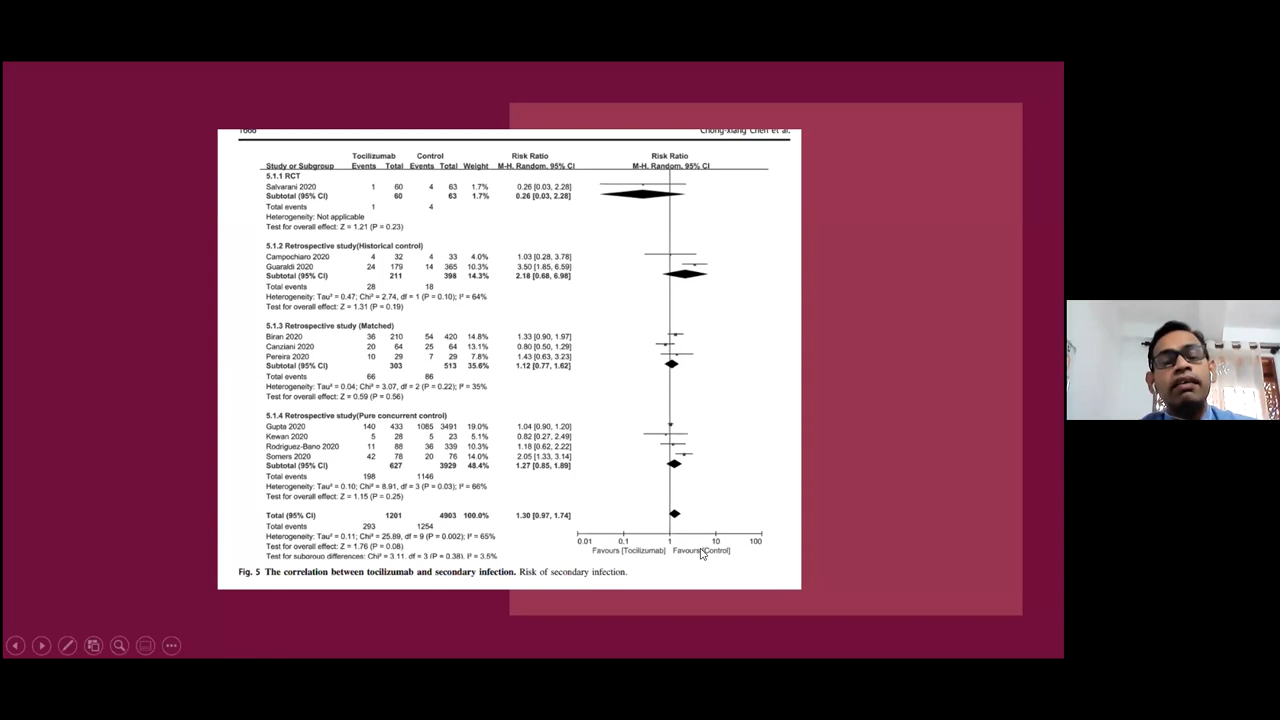 1666 Chong-xiang Chen et al.
Tocilizumab Control Risk Ratio Risk Ratio
Study or Subgroup Events Total Events Total Weight M-H, Random, 95% CI M-H, Random, 95% CI
5.1.1 RCT
Salvarani 2020 1 60 4 63 1.7% 0.26 [0.03, 2.28]
Subtotal (95% CI) 60 63 1.7% 0.26 [0.03, 2.28]
Total events 1 4
Heterogeneity: Not applicable
Test for overall effect: Z = 1.21 (P = 0.23)
5.1.2 Retrospective study(Historical control)
Campochiaro 2020 4 32 4 33 4.0% 1.03 [0.28, 3.78]
Guaraldi 2020 24 179 14 365 10.3% 3.50 [1.85, 6.59]
Subtotal (95% CI) 211 398 14.3% 2.18 [0.68, 6.98]
Total events 28 18
Heterogeneity: Tau² = 0.47; Chi² = 2.74, df = 1 (P = 0.10); I² = 64%
Test for overall effect: Z = 1.31 (P = 0.19)
5.1.3 Retrospective study (Matched)
Biran 2020 36 210 54 420 14.8% 1.33 [0.90, 1.97]
Canziani 2020 20 64 25 64 13.1% 0.80 [0.50, 1.29]
Pereira 2020 10 29 7 29 7.8% 1.43 [0.63, 3.23]
Subtotal (95% CI) 303 513 35.6% 1.12 [0.77, 1.62]
Total events 66 86
Heterogeneity: Tau² = 0.04; Chi² = 3.07, df = 2 (P = 0.22); I² = 35%
Test for overall effect: Z = 0.59 (P = 0.56)
5.1.4 Retrospective study(Pure concurrent control)
Gupta 2020 140 433 1085 3491 19.0% 1.04 [0.90, 1.20]
Kewan 2020 5 28 5 23 5.1% 0.82 [0.27, 2.49]
Rodriguez-Bano 2020 11 88 36 339 10.3% 1.18 [0.62, 2.22]
Somers 2020 42 78 20 76 14.0% 2.05 [1.33, 3.14]
Subtotal (95% CI) 627 3929 48.4% 1.27 [0.85, 1.89]
Total events 198 1146
Heterogeneity: Tau² = 0.10; Chi² = 8.91, df = 3 (P = 0.03); I² = 66%
Test for overall effect: Z = 1.15 (P = 0.25)
Total (95% CI) 1201 4903 100.0% 1.30 [0.97, 1.74]
Total events 293 1254
Heterogeneity: Tau² = 0.11; Chi² = 25.89, df = 9 (P = 0.002); I² = 65%
Test for overall effect: Z = 1.76 (P = 0.08)
Test for subgroup differences: Chi² = 3.11, df = 3 (P = 0.38), I² = 3.5%
0.01 0.1 1 10 100
Favours [Tocilizumab] Favours [Control]
Fig. 5 The correlation between tocilizumab and secondary infection. Risk of secondary infection.